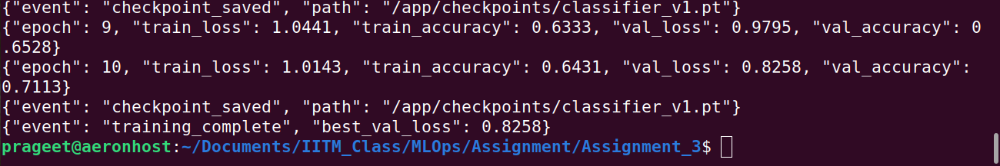 {"event": "checkpoint_saved", "path": "/app/checkpoints/classifier_v1.pt"}
{"epoch": 9, "train_loss": 1.0441, "train_accuracy": 0.6333, "val_loss": 0.9795, "val_accuracy": 0
.6528}
{"epoch": 10, "train_loss": 1.0143, "train_accuracy": 0.6431, "val_loss": 0.8258, "val_accuracy":
0.7113}
{"event": "checkpoint_saved", "path": "/app/checkpoints/classifier_v1.pt"}
{"event": "training_complete", "best_val_loss": 0.8258}
prageet@aeronhost:~/Documents/IITM_Class/MLOps/Assignment/Assignment_3$